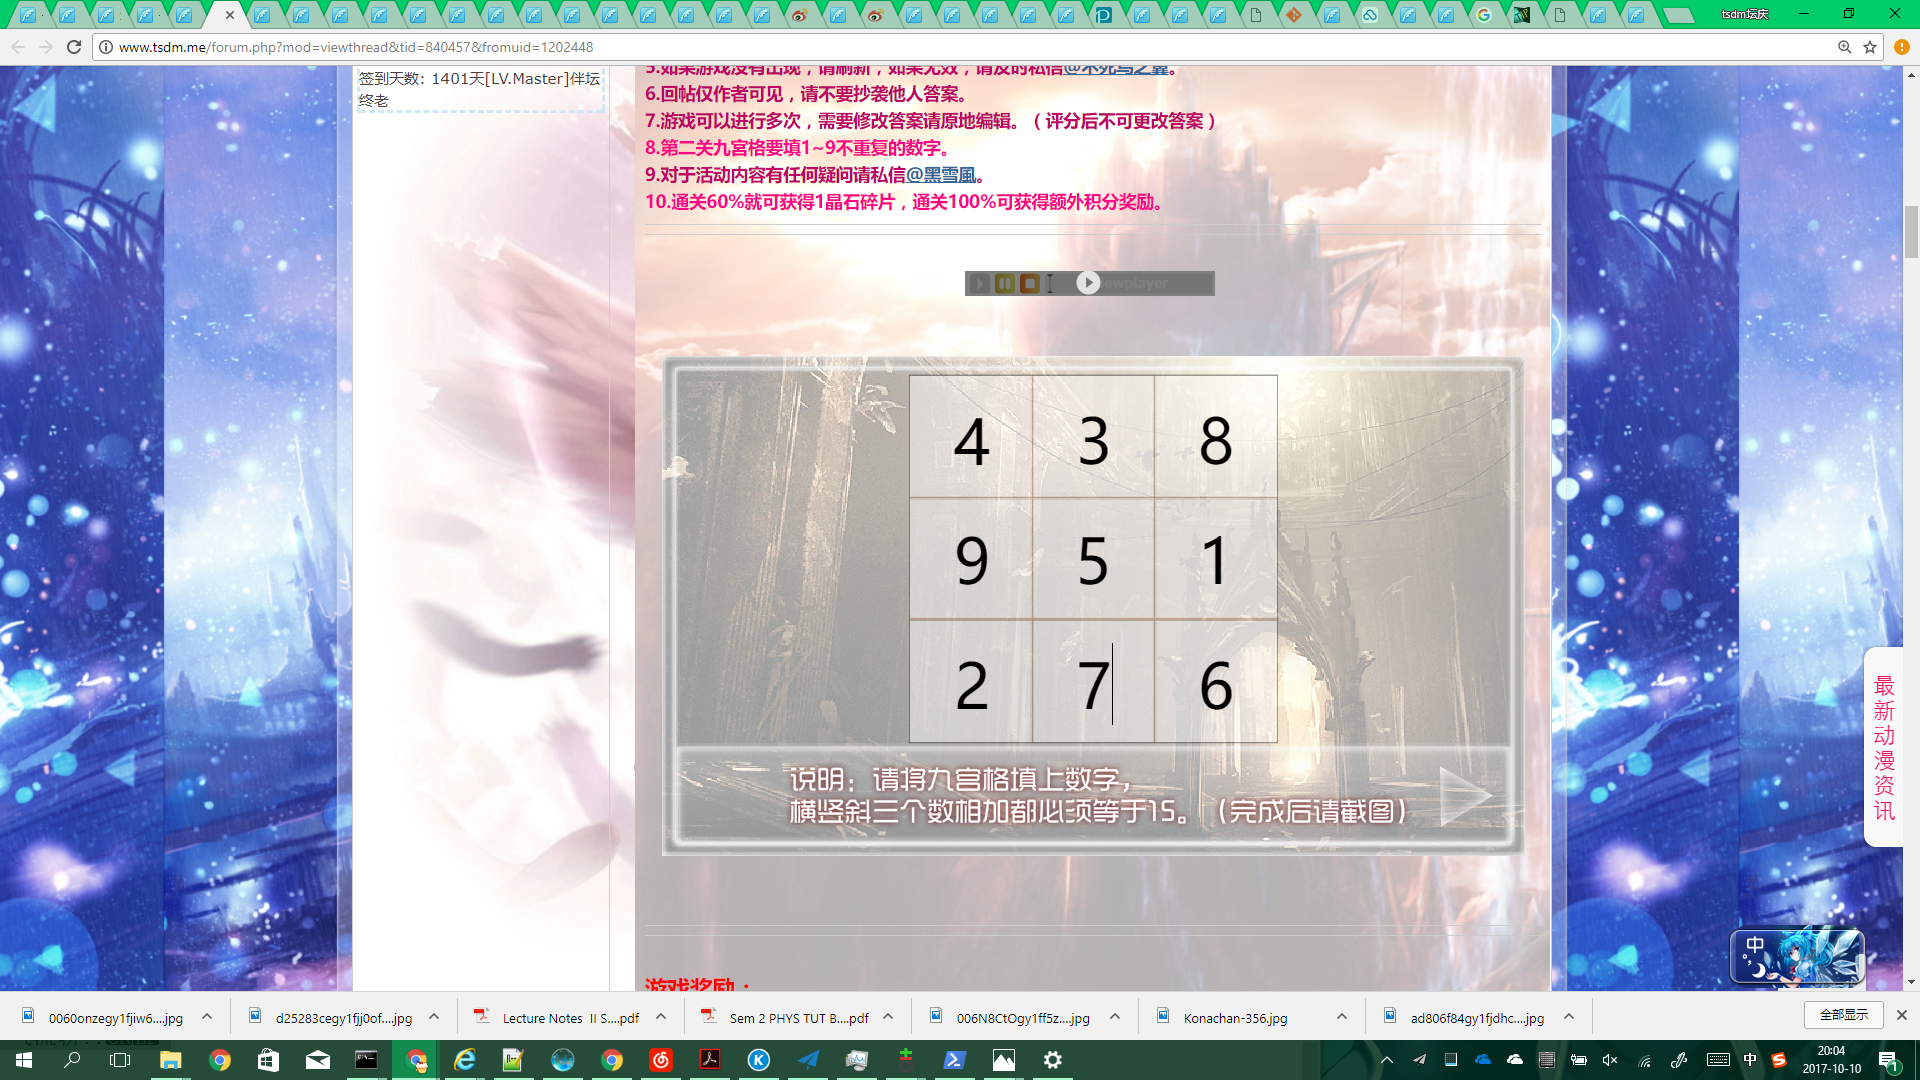 tsdm坛庆
www.tsdm.me/forum.php?mod=viewthread&tid=840457&fromuid=1202448
签到天数: 1401天[LV.Master]伴坛
终老
5.如果游戏没有出现，请刷新，如果无效，请及时私信@不死鸟之翼。
6.回帖仅作者可见，请不要抄袭他人答案。
7.游戏可以进行多次，需要修改答案请原地编辑。（评分后不可更改答案）
8.第二关九宫格要填1~9不重复的数字。
9.对于活动内容有任何疑问请私信@黑雪風。
10.通关60%就可获得1晶石碎片，通关100%可获得额外积分奖励。
4 3 8
9 5 1
2 7 6
说明：请将九宫格填上数字，
横竖斜三个数相加都必须等于15。（完成后请截图）
最新动漫资讯
中
游戏奖励：
0060onzegy1fjiw6....jpg
d25283cegy1fjj0of....jpg
Lecture Notes II S....pdf
Sem 2 PHYS TUT B....pdf
006N8CtOgy1ff5z....jpg
Konachan-356.jpg
ad806f84gy1fjdhc....jpg
全部显示
中
20:04
2017-10-10
1